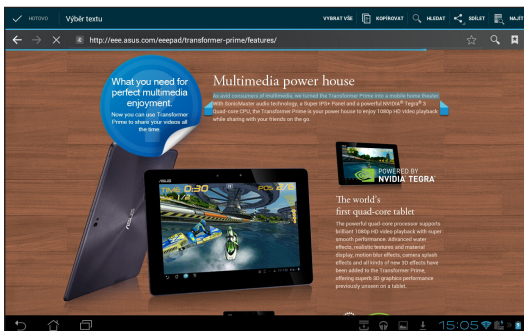 HOTOVO
Výběr textu
VYBRAT VŠE
KOPÍROVAT
HLEDAT
SDÍLET
NAJÍT
http://eee.asus.com/eeepad/transformer-prime/features/
What you need for
perfect multimedia
enjoyment.
Now you can use Transformer
Prime to share your videos all
the time.
Multimedia power house
As avid consumers of multimedia, we turned the Transformer Prime into a mobile home theater.
With SonicMaster audio technology, a Super IPS+ Panel and a powerful NVIDIA® Tegra® 3
Quad-core CPU, the Transformer Prime is your power house to enjoy 1080p HD video playback
while sharing with your friends on the go.
ASUS
TIME 0:30
POS 2/6
1/2
POWERED BY
NVIDIA TEGRA
The world's
first quad-core tablet
The powerful quad-core processor supports
brilliant 1080p HD video playback with super
smooth performance. Advanced water
effects, realistic textures and material
display, motion blur effects, camera splash
effects and all kinds of new 3D effects have
been added to the Transformer Prime,
offering superb 3D graphics performance
previously unseen on a tablet.
15:05